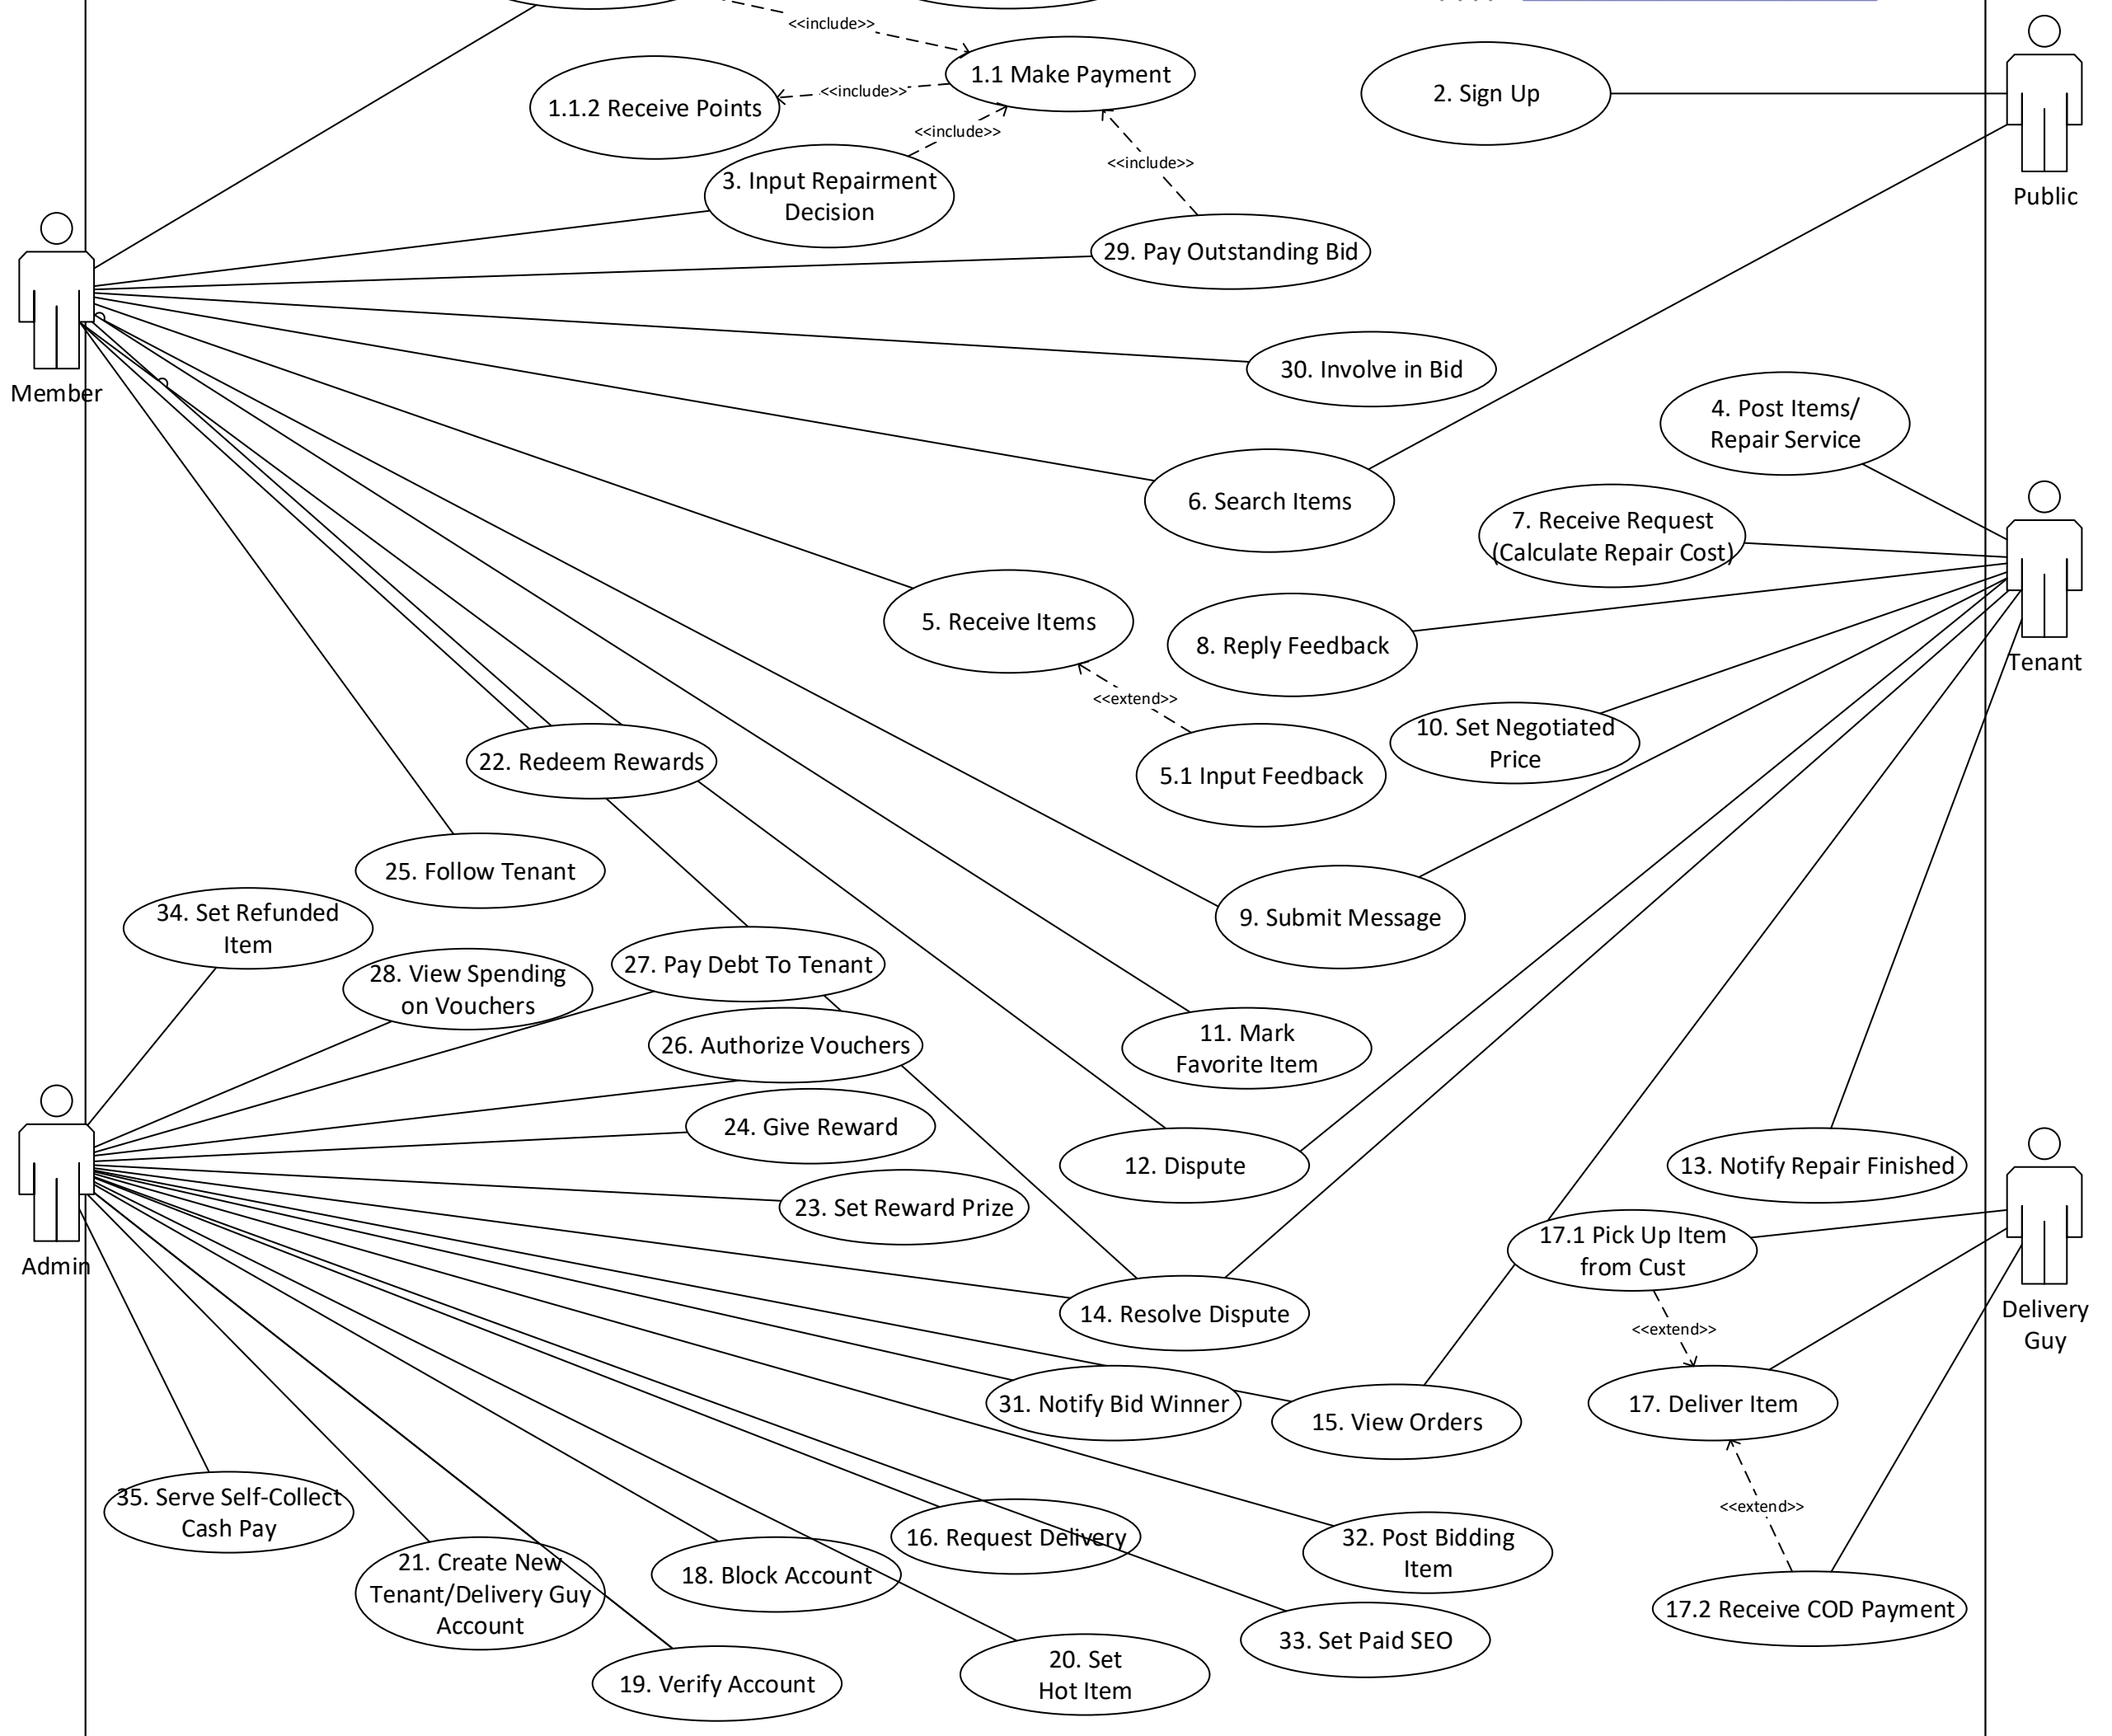 <<include>>
1.1 Make Payment
<<include>>
1.1.2 Receive Points
2. Sign Up
<<include>>
<<include>>
3. Input Repairment
Decision
Public
29. Pay Outstanding Bid
30. Involve in Bid
Member
4. Post Items/
Repair Service
6. Search Items
7. Receive Request
(Calculate Repair Cost)
5. Receive Items
8. Reply Feedback
Tenant
<<extend>>
10. Set Negotiated
Price
22. Redeem Rewards
5.1 Input Feedback
25. Follow Tenant
34. Set Refunded
Item
9. Submit Message
28. View Spending
on Vouchers
27. Pay Debt To Tenant
26. Authorize Vouchers
11. Mark
Favorite Item
24. Give Reward
12. Dispute
13. Notify Repair Finished
23. Set Reward Prize
17.1 Pick Up Item
from Cust
Admin
14. Resolve Dispute
Delivery
Guy
<<extend>>
31. Notify Bid Winner
15. View Orders
17. Deliver Item
35. Serve Self-Collect
Cash Pay
<<extend>>
16. Request Delivery
32. Post Bidding
Item
21. Create New
Tenant/Delivery Guy
Account
18. Block Account
17.2 Receive COD Payment
33. Set Paid SEO
19. Verify Account
20. Set
Hot Item